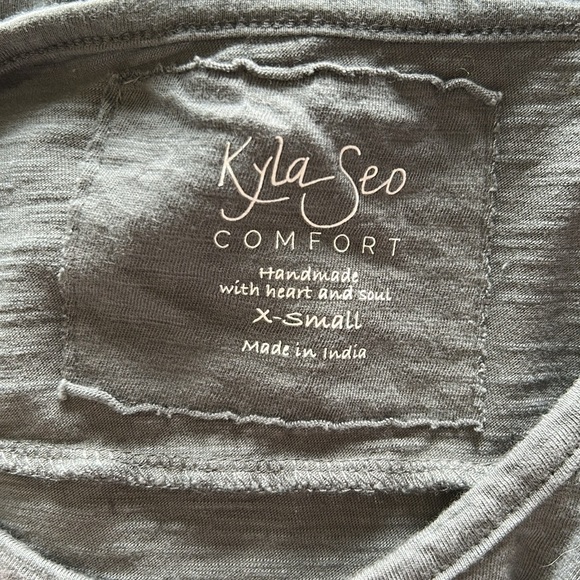 Kyla Seo
COMFORT
Handmade
with heart and soul
X-Small
Made in India